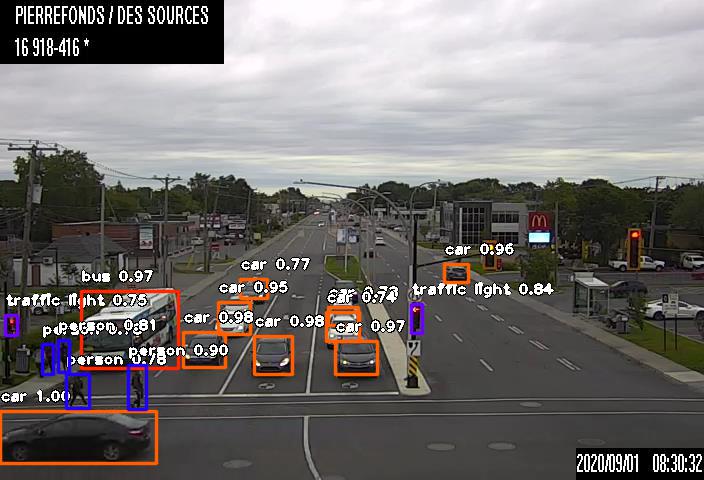 PIERREFONDS / DES SOURCES
16 918-416 *
car 0.96
car 0.77
bus 0.97
car 0.95
traffic light 0.84
traffic light 0.75
0.74
car 0.98
car 0.98
car 0.97
person 0.81
person 0.90
person 0.78
car 1.00
7
2020/09/01 08:30:32